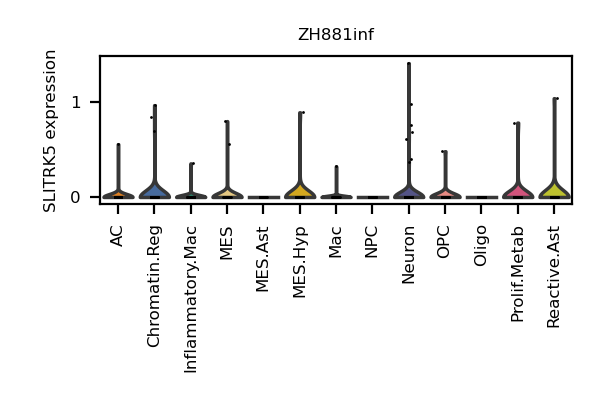 ZH881inf
SLITRK5 expression
1
0
AC
Chromatin.Reg
Inflammatory.Mac
MES
MES.Ast
MES.Hyp
Mac
NPC
Neuron
OPC
Oligo
Prolif.Metab
Reactive.Ast